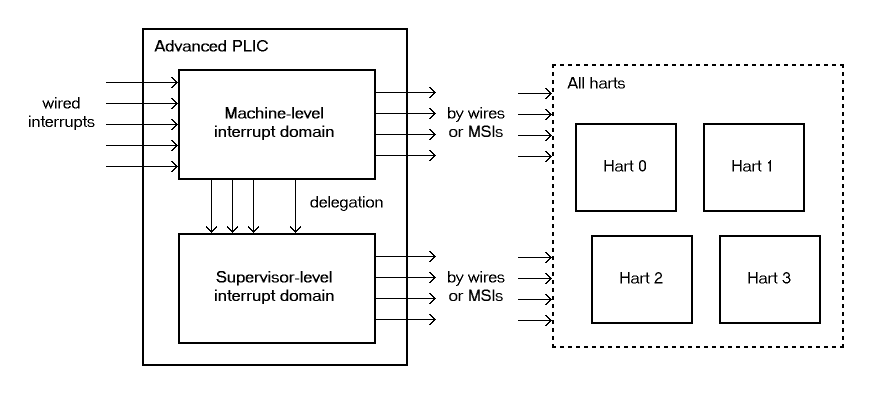 Advanced PLIC
wired
interrupts
Machine-level
interrupt domain
by wires
or MSIs
delegation
Supervisor-level
interrupt domain
by wires
or MSIs
All harts
Hart 0
Hart 1
Hart 2
Hart 3